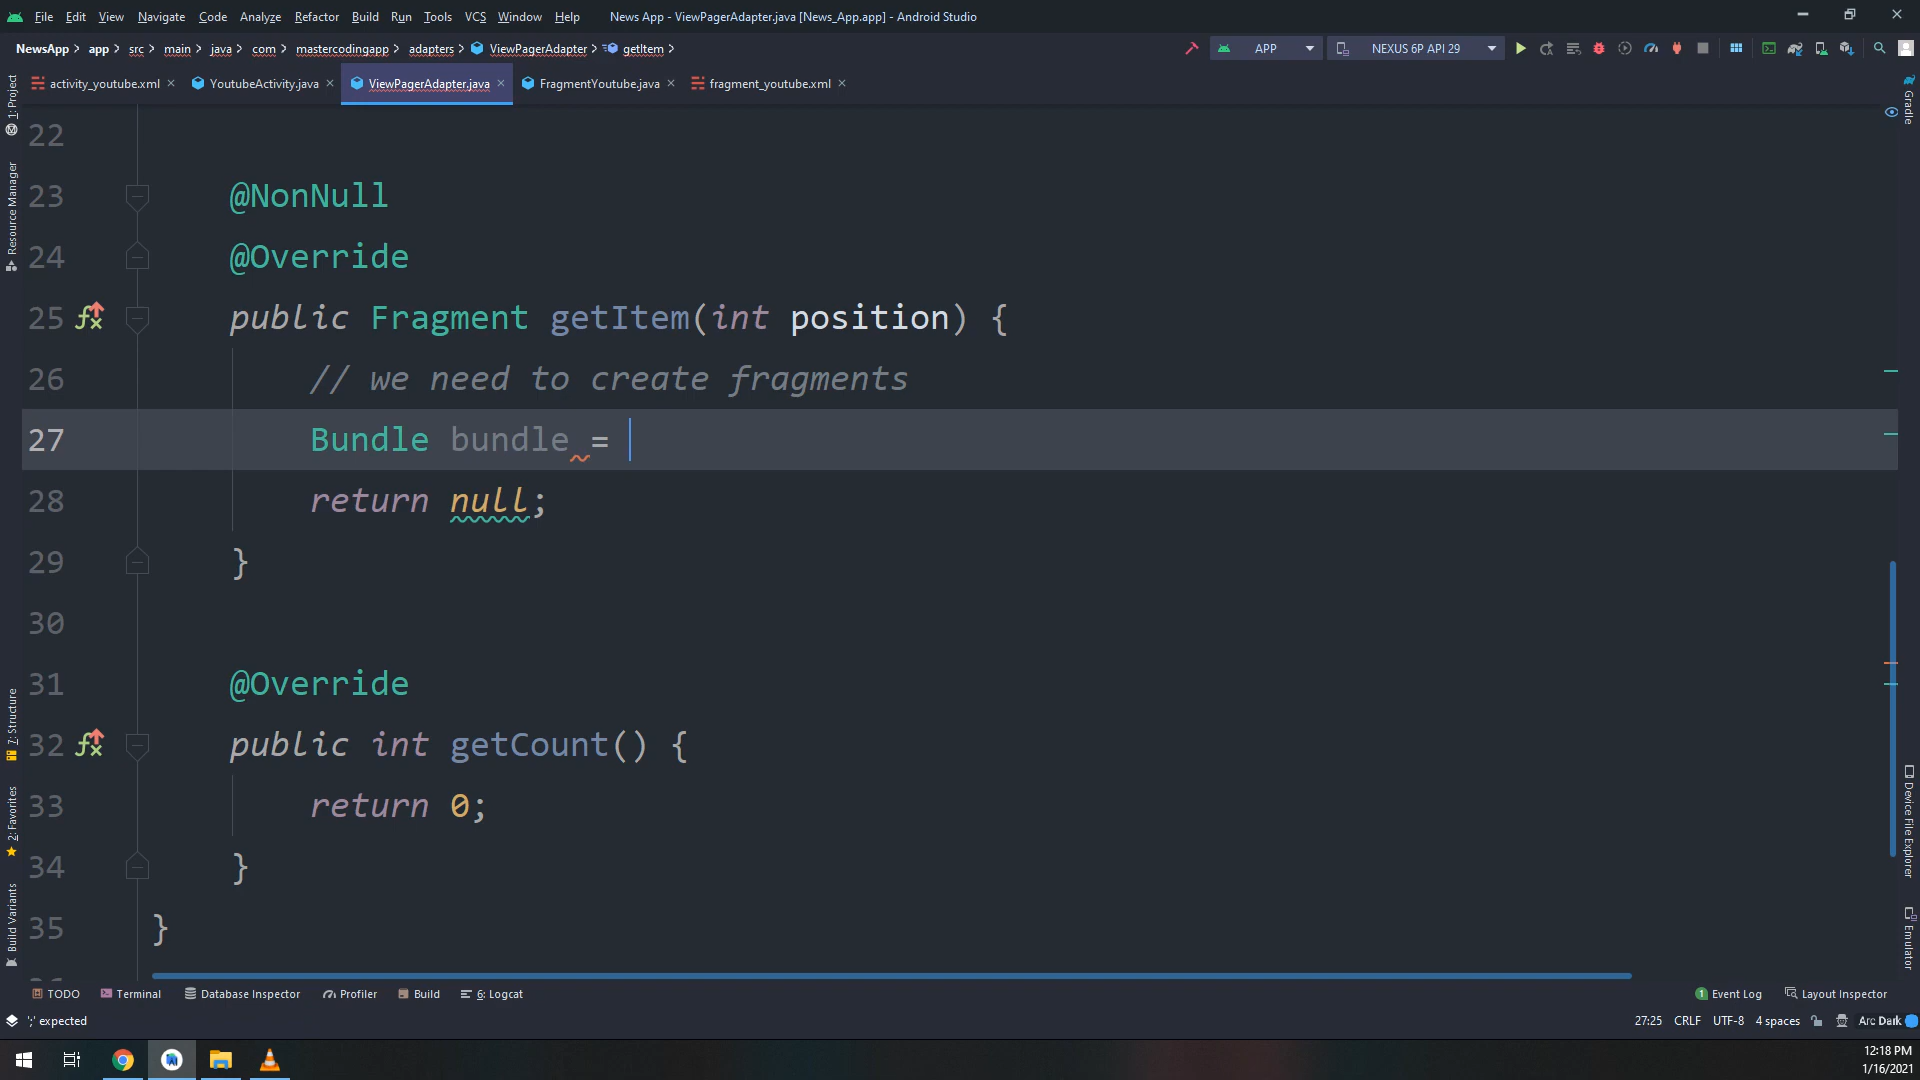 File Edit View Navigate Code Analyze Refactor Build Run Tools VCS Window Help News App - ViewPagerAdapter.java [News_App.app] - Android Studio
NewsApp app src main java com mastercodingapp adapters ViewPagerAdapter getItem APP NEXUS 6P API 29
activity_youtube.xml YoutubeActivity.java ViewPagerAdapter.java FragmentYoutube.java fragment_youtube.xml
1: Project
Resource Manager
7: Structure
2: Favorites
Build Variants
Gradle
Device File Explorer
Emulator
22
23 @NonNull
24 @Override
25 public Fragment getItem(int position) {
26 // we need to create fragments
27 Bundle bundle =
28 return null;
29 }
30
31 @Override
32 public int getCount() {
33 return 0;
34 }
35 }
TODO Terminal Database Inspector Profiler Build 6: Logcat 1 Event Log Layout Inspector
';' expected 27:25 CRLF UTF-8 4 spaces Arc Dark
12:18 PM
1/16/2021